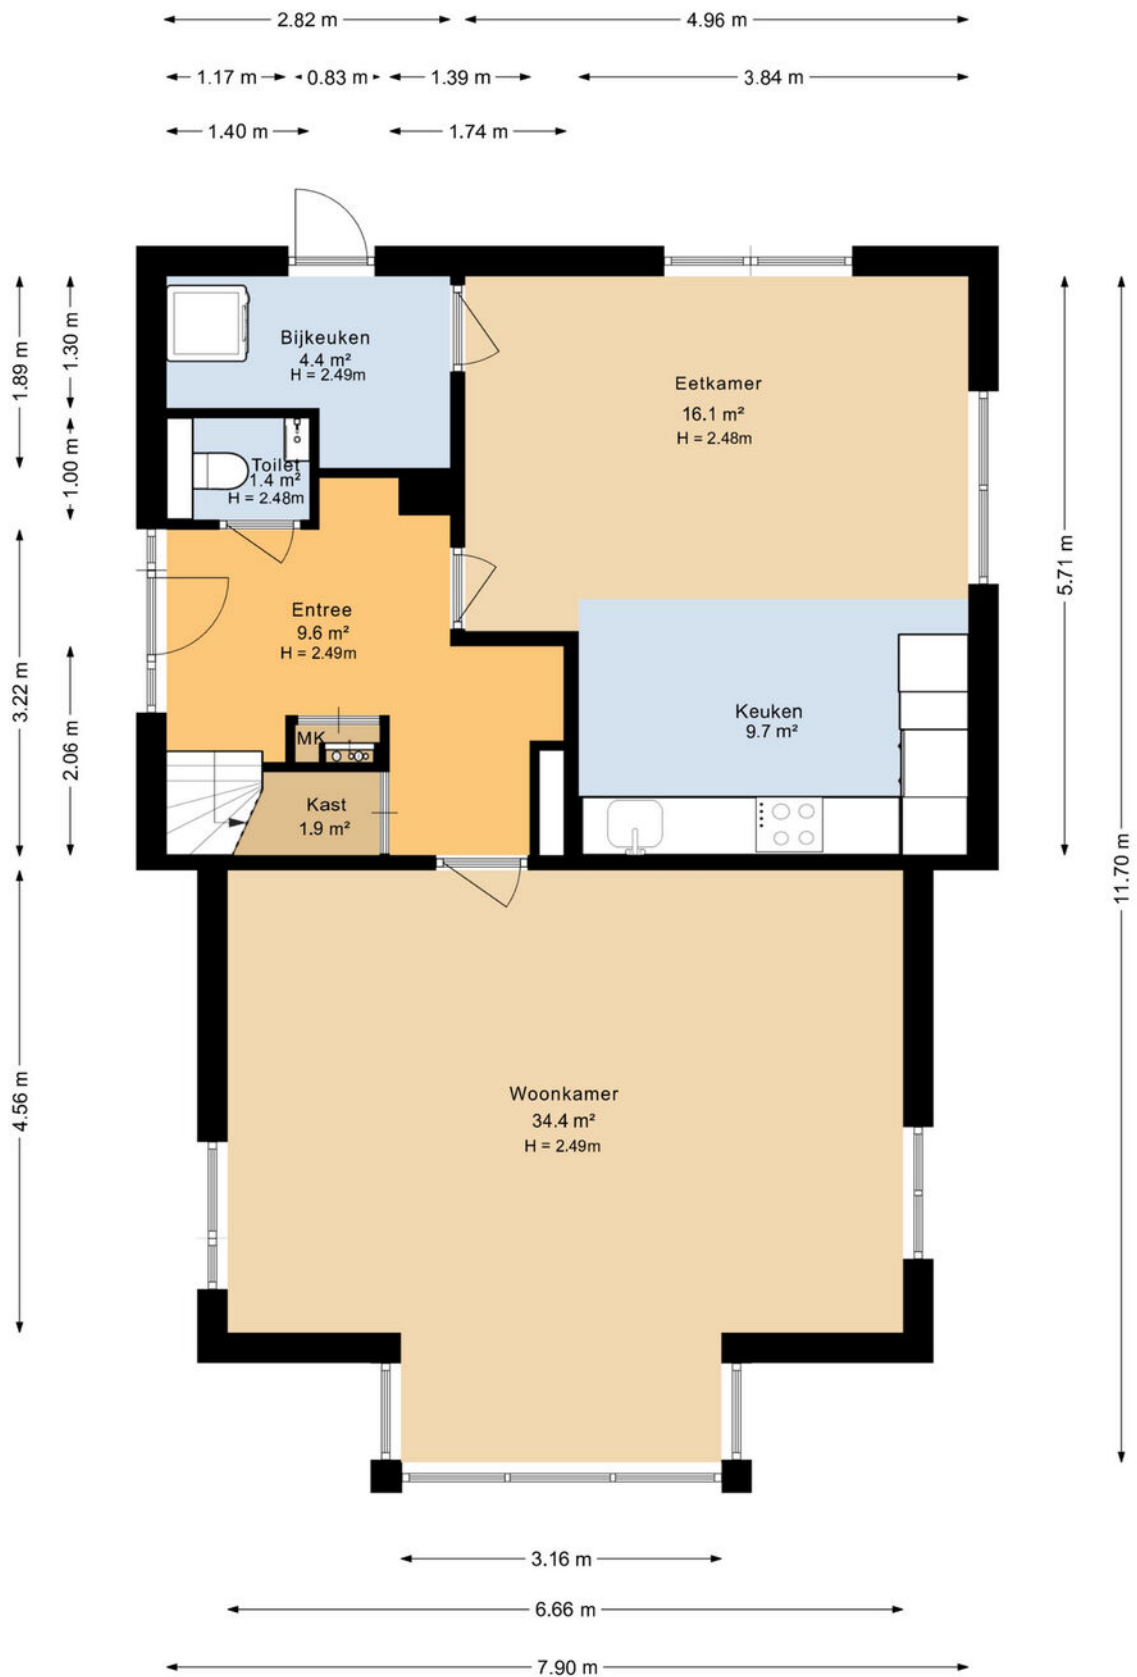 2.82 m
4.96 m
1.17 m
0.83 m
1.39 m
3.84 m
1.40 m
1.74 m
1.89 m
1.30 m
1.00 m
3.22 m
2.06 m
4.56 m
Bijkeuken
4.4 m²
H = 2.49m
Eetkamer
16.1 m²
H = 2.48m
Toilet
1.4 m²
H = 2.48m
Entree
9.6 m²
H = 2.49m
Keuken
9.7 m²
MK
Kast
1.9 m²
Woonkamer
34.4 m²
H = 2.49m
5.71 m
11.70 m
3.16 m
6.66 m
7.90 m